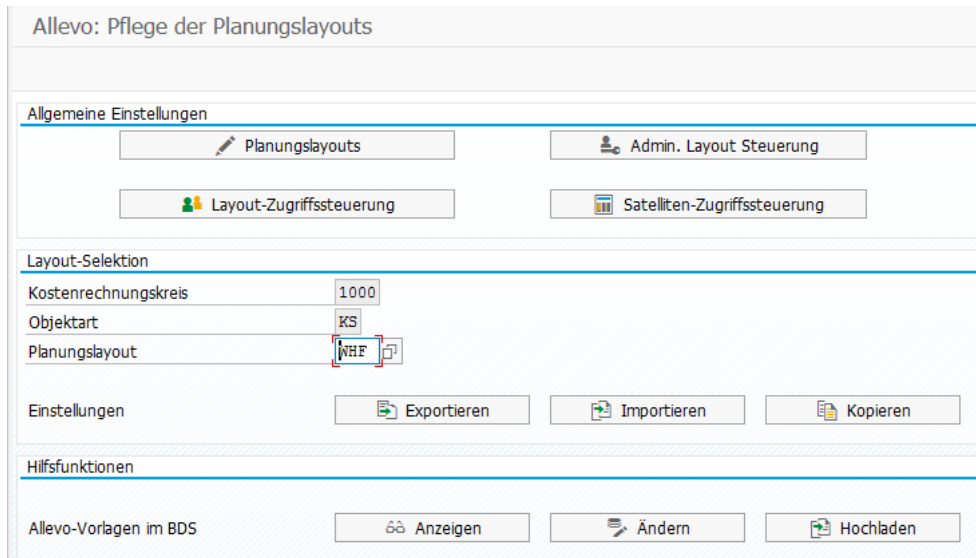 Allevo: Pflege der Planungslayouts
Allgemeine Einstellungen
Planungslayouts
Admin. Layout Steuerung
Layout-Zugriffssteuerung
Satelliten-Zugriffssteuerung
Layout-Selektion
Kostenrechnungskreis 1000
Objektart KS
Planungslayout WHF
Einstellungen Exportieren Importieren Kopieren
Hilfsfunktionen
Allevo-Vorlagen im BDS Anzeigen Ändern Hochladen